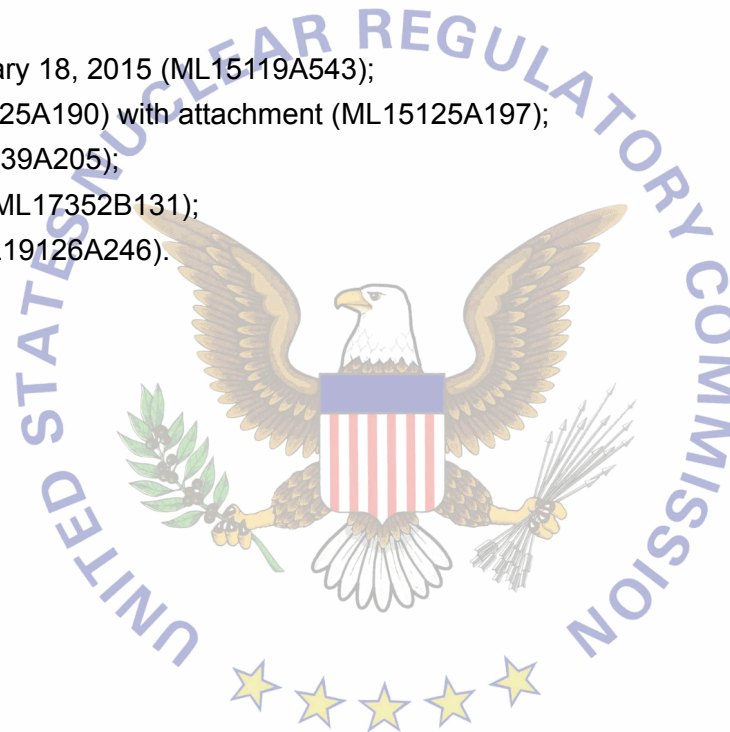 ary 18, 2015 (ML15119A543);
25A190) with attachment (ML15125A197);
39A205);
ML17352B131);
19126A246).
UNITED STATES NUCLEAR REGULATORY COMMISSION